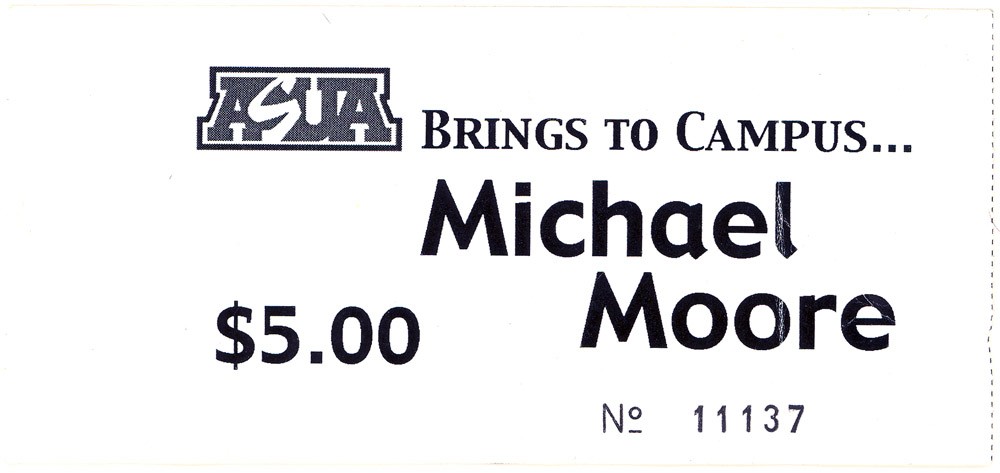 ASUA BRINGS TO CAMPUS...
Michael
Moore
$5.00
Nº 11137